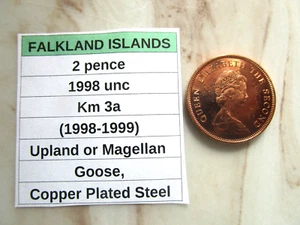 FALKLAND ISLANDS
2 pence
1998 unc
Km 3a
(1998-1999)
Upland or Magellan
Goose,
Copper Plated Steel
QUEEN ELIZABETH THE SECOND